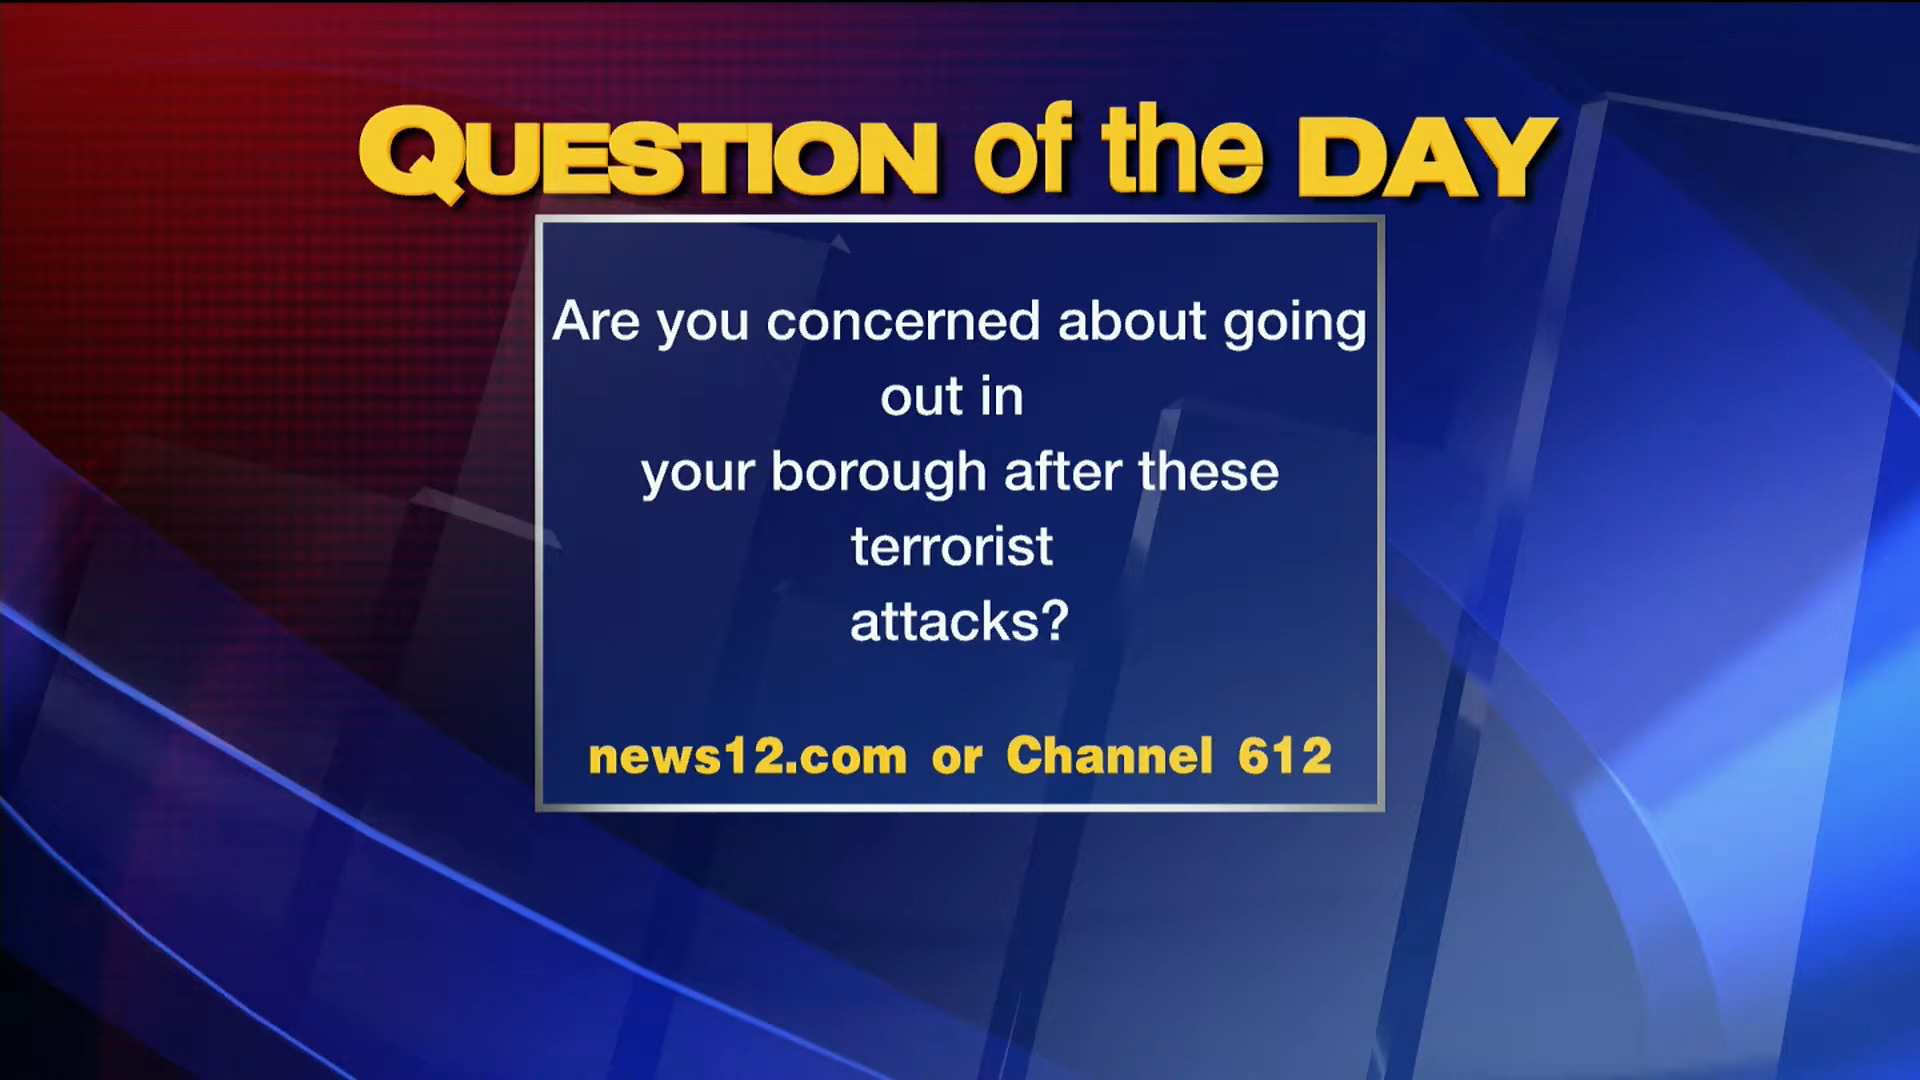 QUESTION of the DAY
Are you concerned about going
out in
your borough after these
terrorist
attacks?
news12.com or Channel 612